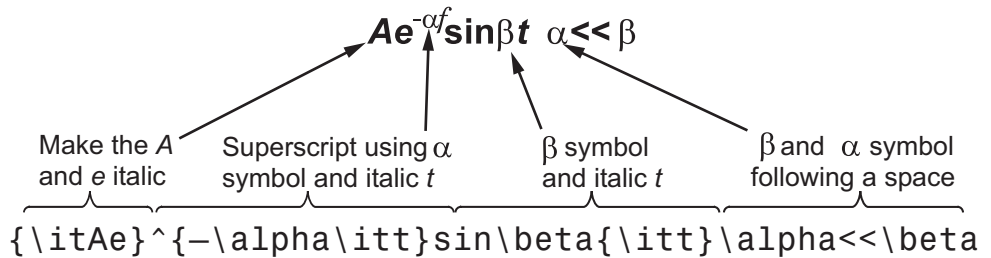 Ae^-αf sinβt α<< β
Make the A and e italic
Superscript using α symbol and italic t
β symbol and italic t
β and α symbol following a space
{\itAe}^{–\alpha\itt}sin\beta{\itt}\alpha<<\beta